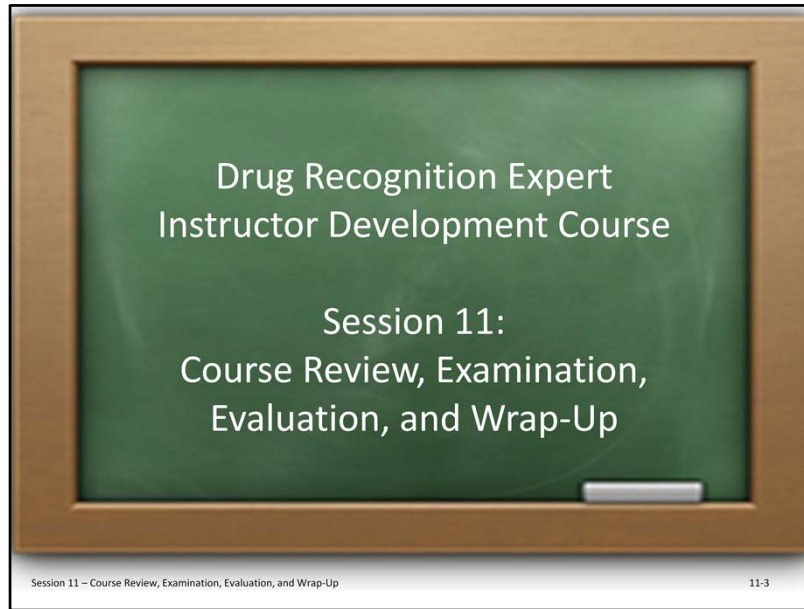 Drug Recognition Expert
Instructor Development Course
Session 11:
Course Review, Examination,
Evaluation, and Wrap-Up
Session 11 – Course Review, Examination, Evaluation, and Wrap-Up
11-3